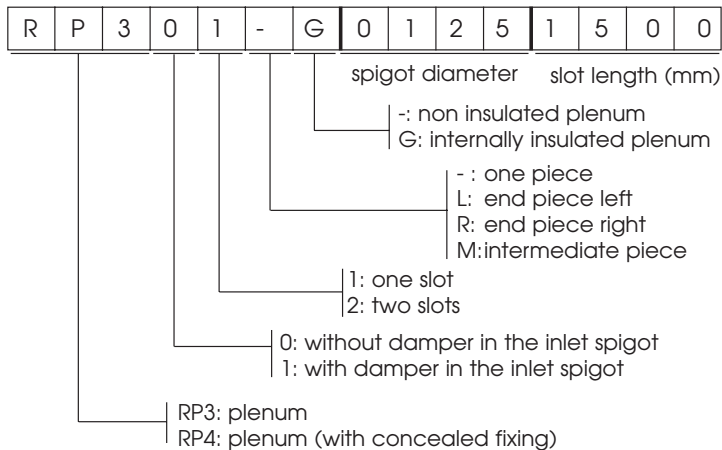 R P 3 0 1 - G 0 1 2 5 1 5 0 0
spigot diameter slot length (mm)
-: non insulated plenum
G: internally insulated plenum
- : one piece
L: end piece left
R: end piece right
M:intermediate piece
1: one slot
2: two slots
0: without damper in the inlet spigot
1: with damper in the inlet spigot
RP3: plenum
RP4: plenum (with concealed fixing)